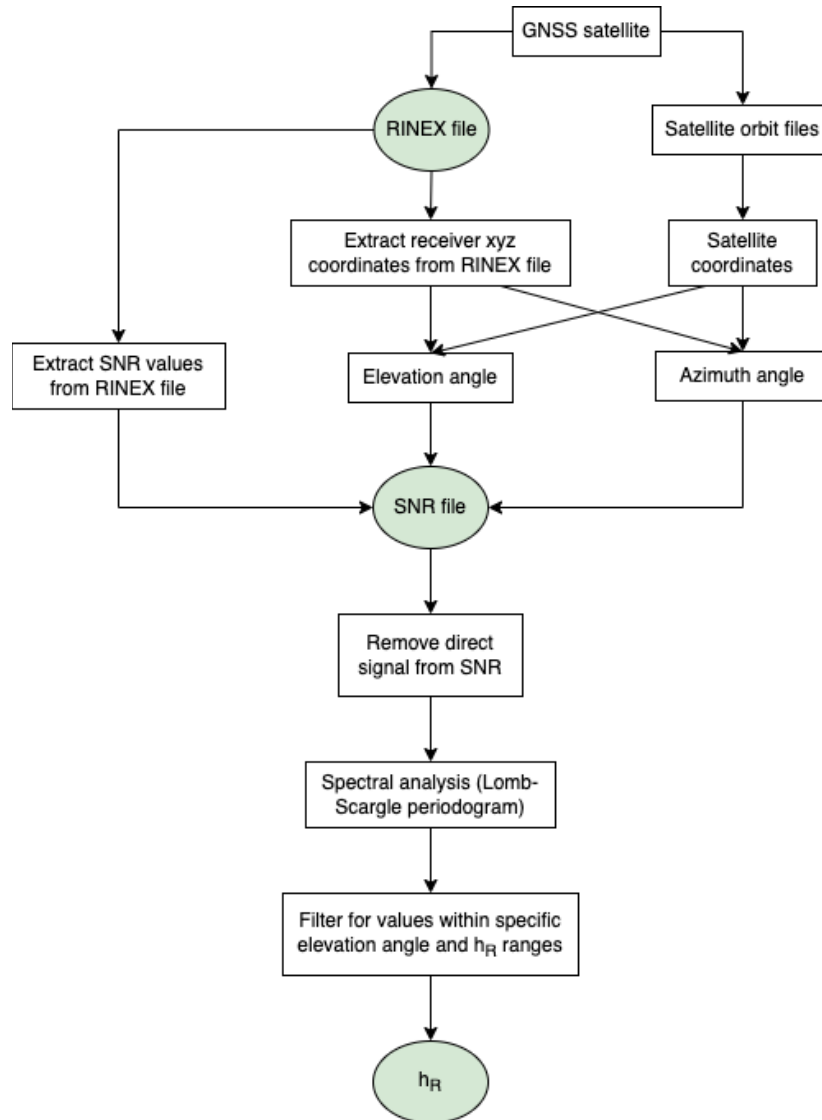 GNSS satellite
RINEX file
Satellite orbit files
Extract receiver xyz
coordinates from RINEX file
Satellite
coordinates
Extract SNR values
from RINEX file
Elevation angle
Azimuth angle
SNR file
Remove direct
signal from SNR
Spectral analysis (Lomb-
Scargle periodogram)
Filter for values within specific
elevation angle and hR ranges
hR